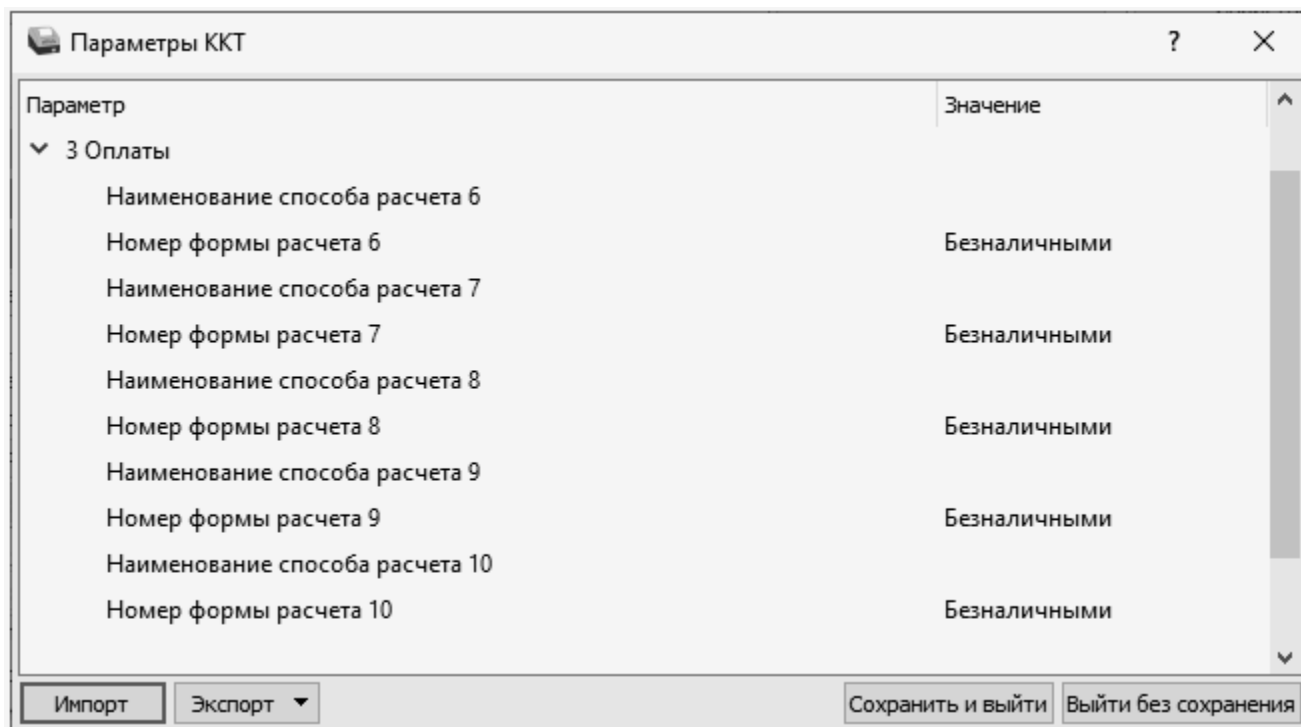 Параметры ККТ ?
Параметр Значение
3 Оплаты
Наименование способа расчета 6
Номер формы расчета 6 Безналичными
Наименование способа расчета 7
Номер формы расчета 7 Безналичными
Наименование способа расчета 8
Номер формы расчета 8 Безналичными
Наименование способа расчета 9
Номер формы расчета 9 Безналичными
Наименование способа расчета 10
Номер формы расчета 10 Безналичными
Импорт Экспорт Сохранить и выйти Выйти без сохранения